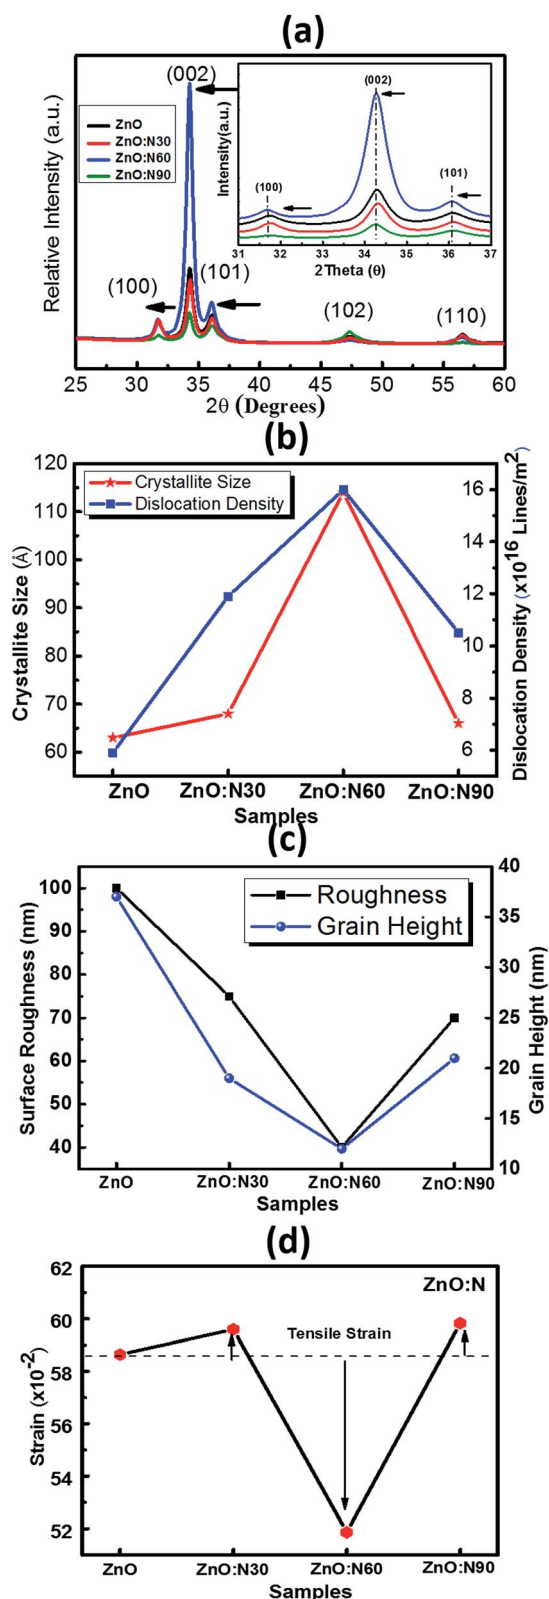 (a)
Relative Intensity (a.u.)
ZnO
ZnO:N30
ZnO:N60
ZnO:N90
(002)
(100)
(101)
(102)
(110)
Intensity(a.u.)
(002)
(100)
(101)
31 32 33 34 35 36 37
2Theta (θ)
25 30 35 40 45 50 55 60
2θ (Degrees)
(b)
Crystallite Size (Å)
120
110
100
90
80
70
60
Crystallite Size
Dislocation Density
16
14
12
10
8
6
Dislocation Density (x10¹⁶ Lines/m²)
ZnO ZnO:N30 ZnO:N60 ZnO:N90
Samples
(c)
Surface Roughness (nm)
100
90
80
70
60
50
40
Roughness
Grain Height
40
35
30
25
20
15
10
Grain Height (nm)
ZnO ZnO:N30 ZnO:N60 ZnO:N90
Samples
(d)
Strain (x10⁻²)
62
60
58
56
54
52
ZnO:N
Tensile Strain
ZnO ZnO:N30 ZnO:N60 ZnO:N90
Samples